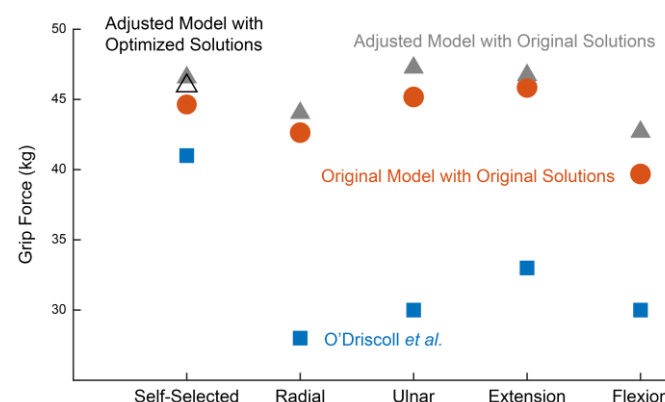 Adjusted Model with
Optimized Solutions
Adjusted Model with Original Solutions
Original Model with Original Solutions
O'Driscoll et al.
Grip Force (kg)
50
45
40
35
30
Self-Selected Radial Ulnar Extension Flexion